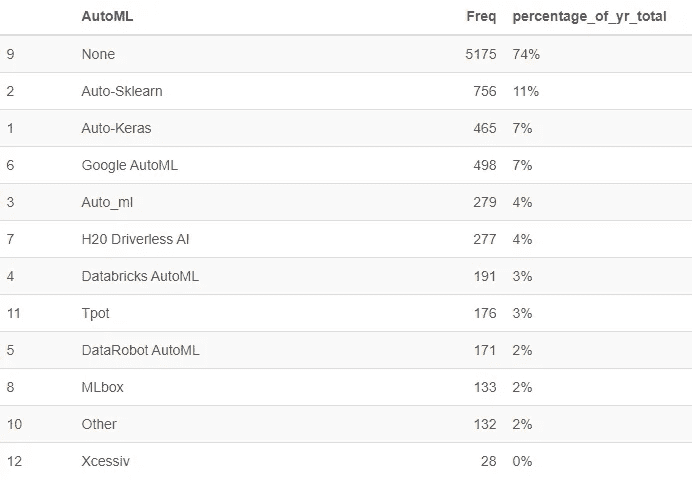 AutoML Freq percentage_of_yr_total
9 None 5175 74%
2 Auto-Sklearn 756 11%
1 Auto-Keras 465 7%
6 Google AutoML 498 7%
3 Auto_ml 279 4%
7 H20 Driverless AI 277 4%
4 Databricks AutoML 191 3%
11 Tpot 176 3%
5 DataRobot AutoML 171 2%
8 MLbox 133 2%
10 Other 132 2%
12 Xcessiv 28 0%